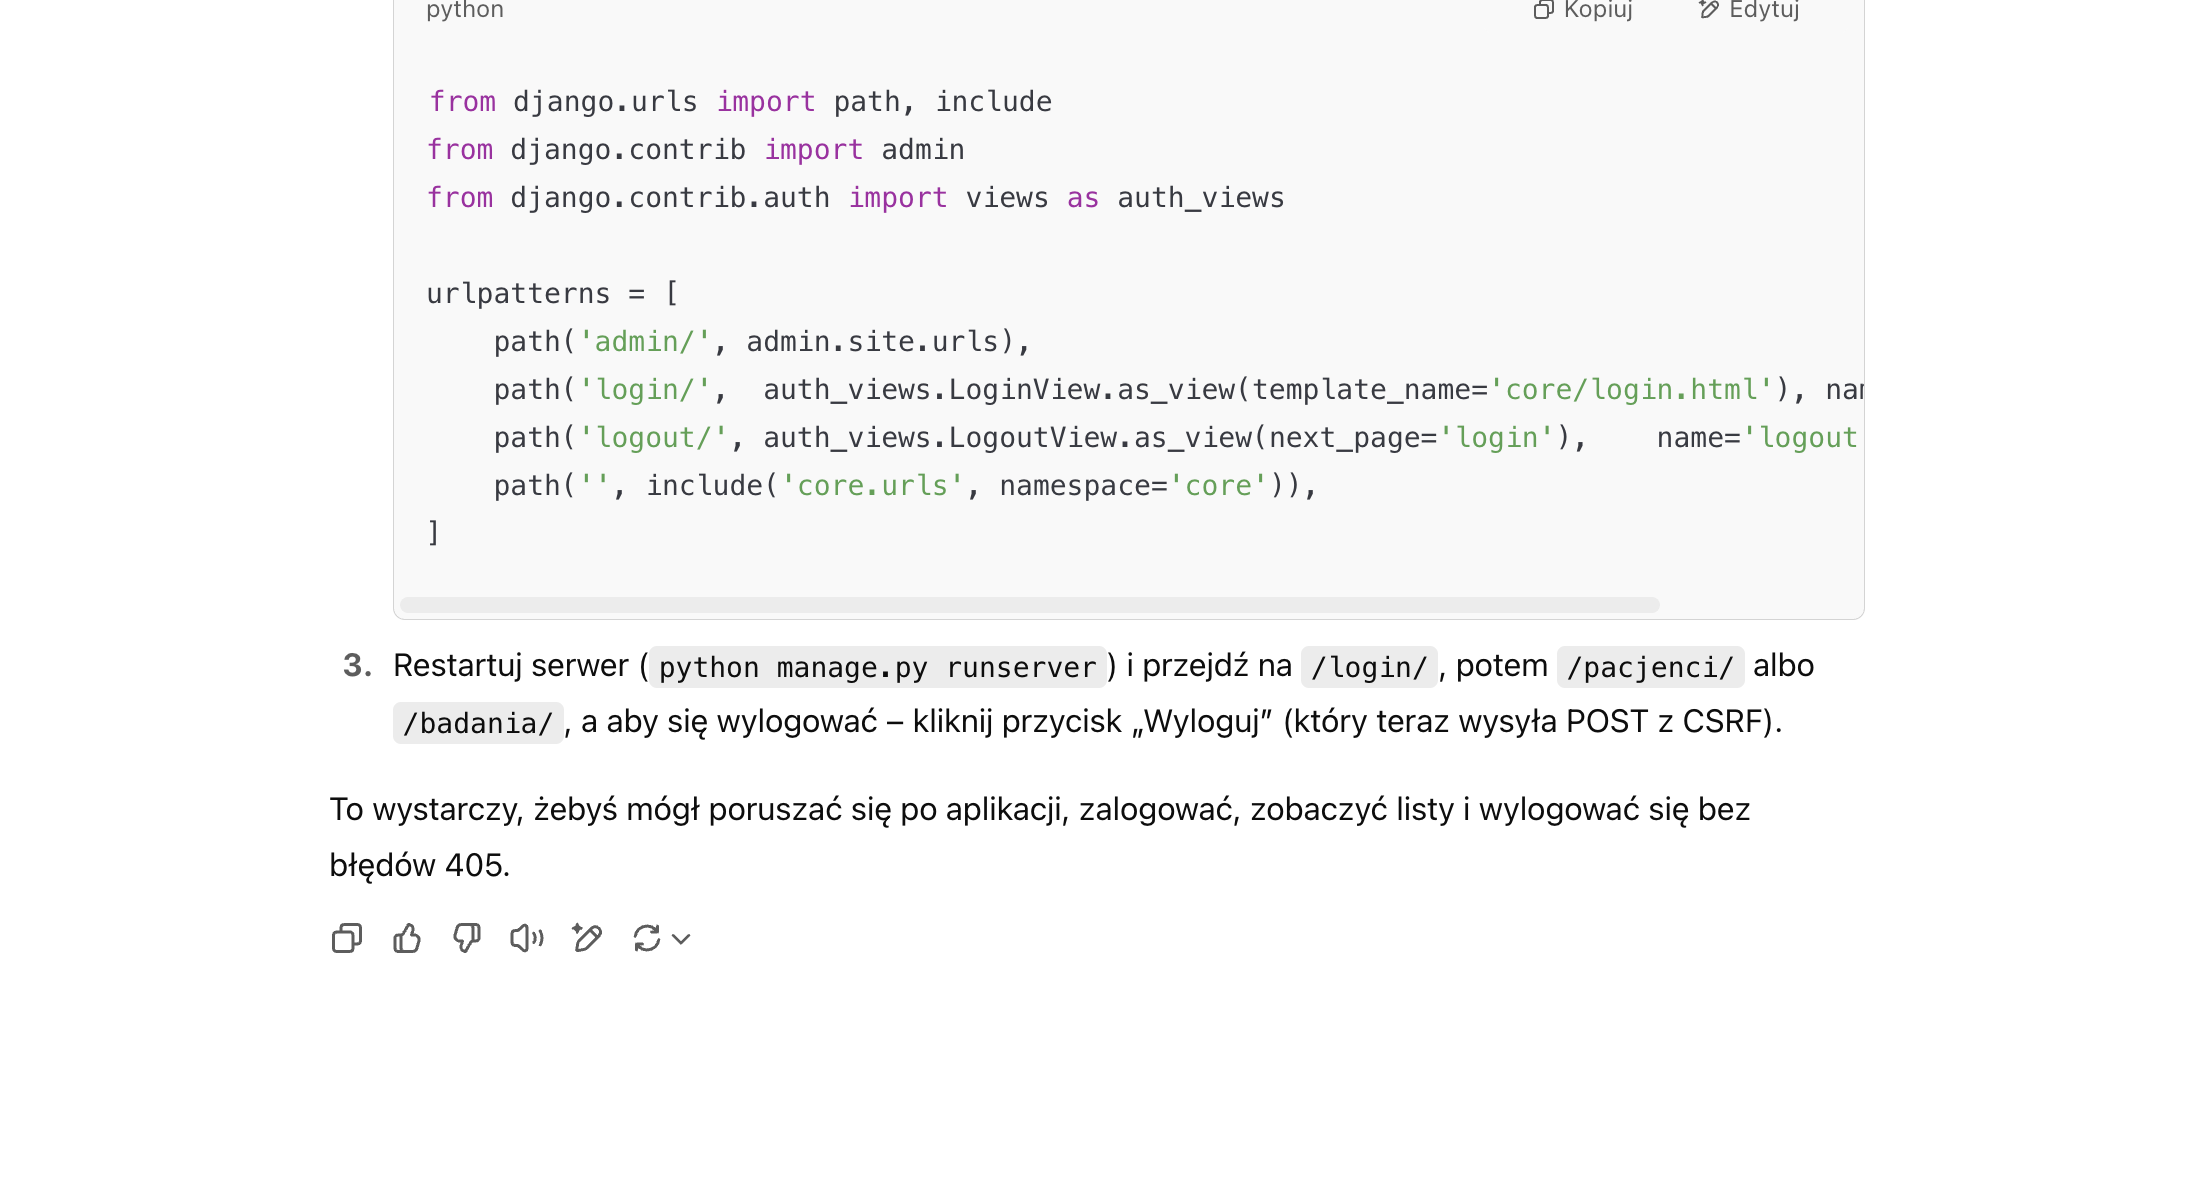 python Kopiuj Edytuj
from django.urls import path, include
from django.contrib import admin
from django.contrib.auth import views as auth_views
urlpatterns = [
    path('admin/', admin.site.urls),
    path('login/',  auth_views.LoginView.as_view(template_name='core/login.html'), nam
    path('logout/', auth_views.LogoutView.as_view(next_page='login'),    name='logout
    path('', include('core.urls', namespace='core')),
]
3. Restartuj serwer (python manage.py runserver) i przejdź na /login/, potem /pacjenci/ albo
/badania/, a aby się wylogować – kliknij przycisk „Wyloguj” (który teraz wysyła POST z CSRF).
To wystarczy, żebyś mógł poruszać się po aplikacji, zalogować, zobaczyć listy i wylogować się bez
błędów 405.